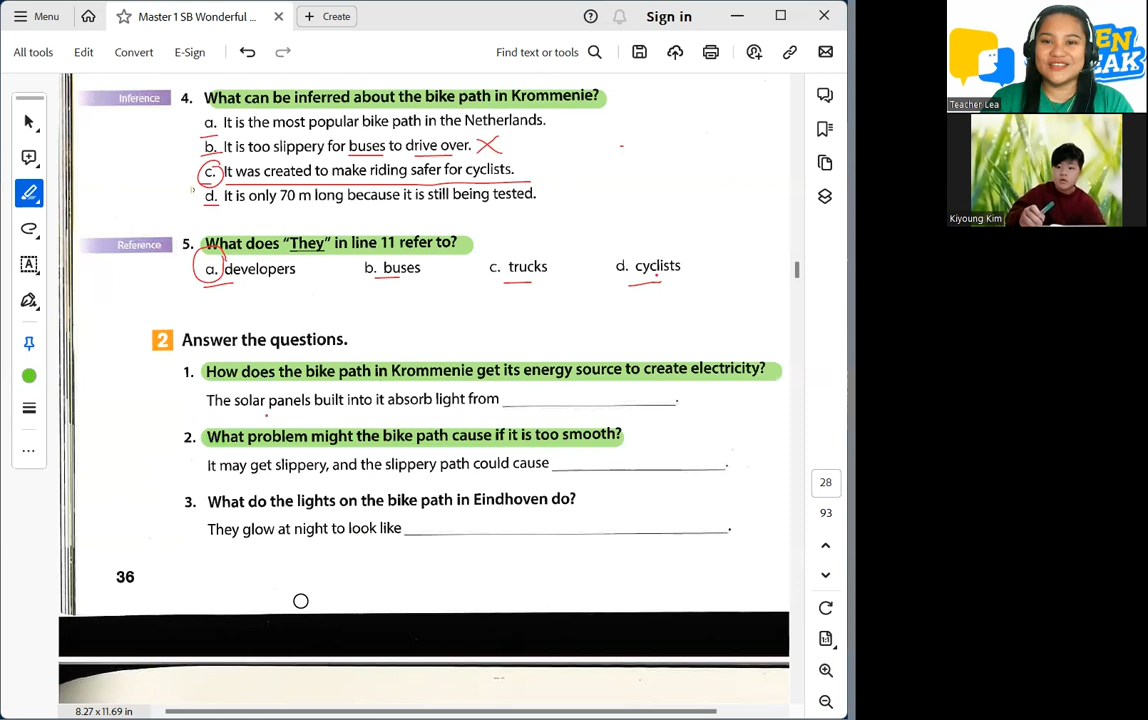 Menu
Master 1 SB Wonderful ...
Create
Sign in
All tools
Edit
Convert
E-Sign
Find text or tools
Inference
4. What can be inferred about the bike path in Krommenie?
a. It is the most popular bike path in the Netherlands.
b. It is too slippery for buses to drive over.
c. It was created to make riding safer for cyclists.
d. It is only 70 m long because it is still being tested.
Reference
5. What does "They" in line 11 refer to?
a. developers b. buses c. trucks d. cyclists
2 Answer the questions.
1. How does the bike path in Krommenie get its energy source to create electricity?
The solar panels built into it absorb light from ____.
2. What problem might the bike path cause if it is too smooth?
It may get slippery, and the slippery path could cause ____.
3. What do the lights on the bike path in Eindhoven do?
They glow at night to look like ____.
36
28
93
8.27 x 11.69 in
EN
EAK
Teacher Lea
Kiyoung Kim